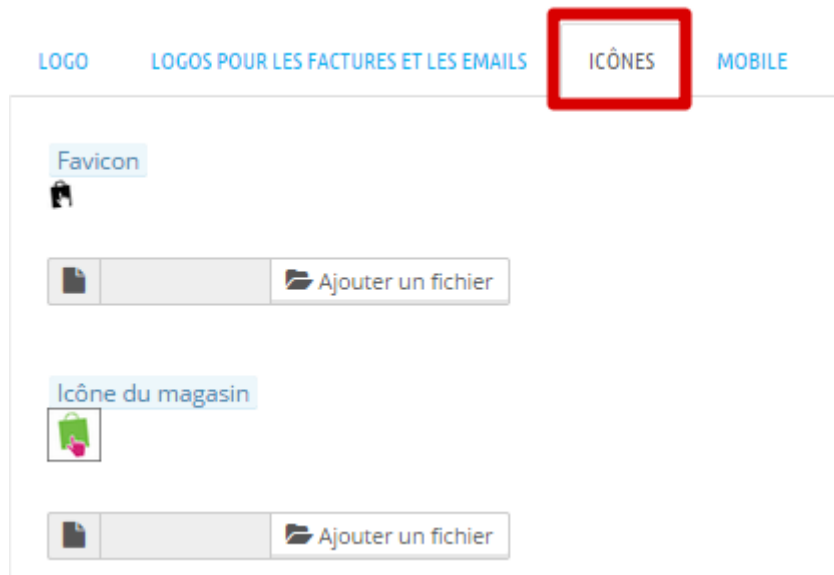 LOGO LOGOS POUR LES FACTURES ET LES EMAILS ICÔNES MOBILE
Favicon
Ajouter un fichier
Icône du magasin
Ajouter un fichier